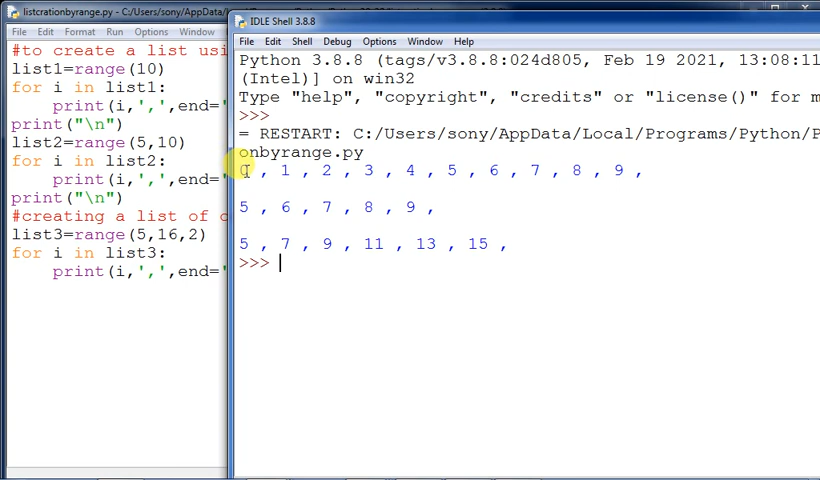 listcrationbyrange.py - C:/Users/sony/AppData/L
File Edit Format Run Options Window
#to create a list usi
list1=range(10)
for i in list1:
print(i,',',end='
print("\n")
list2=range(5,10)
for i in list2:
print(i,',',end='
print("\n")
#creating a list of
list3=range(5,16,2)
for i in list3:
print(i,',',end='
IDLE Shell 3.8.8
File Edit Shell Debug Options Window Help
Python 3.8.8 (tags/v3.8.8:024d805, Feb 19 2021, 13:08:11
(Intel)] on win32
Type "help", "copyright", "credits" or "license()" for m
>>>
= RESTART: C:/Users/sony/AppData/Local/Programs/Python/P
onbyrange.py
0 , 1 , 2 , 3 , 4 , 5 , 6 , 7 , 8 , 9 ,
5 , 6 , 7 , 8 , 9 ,
5 , 7 , 9 , 11 , 13 , 15 ,
>>>